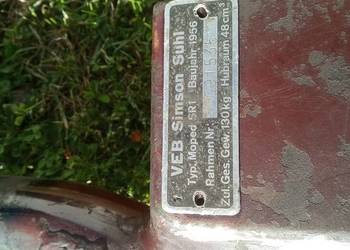 VEB Simson Suhl
Typ: Moped SR1 Baujahr 1956
Rahmen Nr.
Zul. Ges. Gew. 130 kg - Hubraum 48 cm³